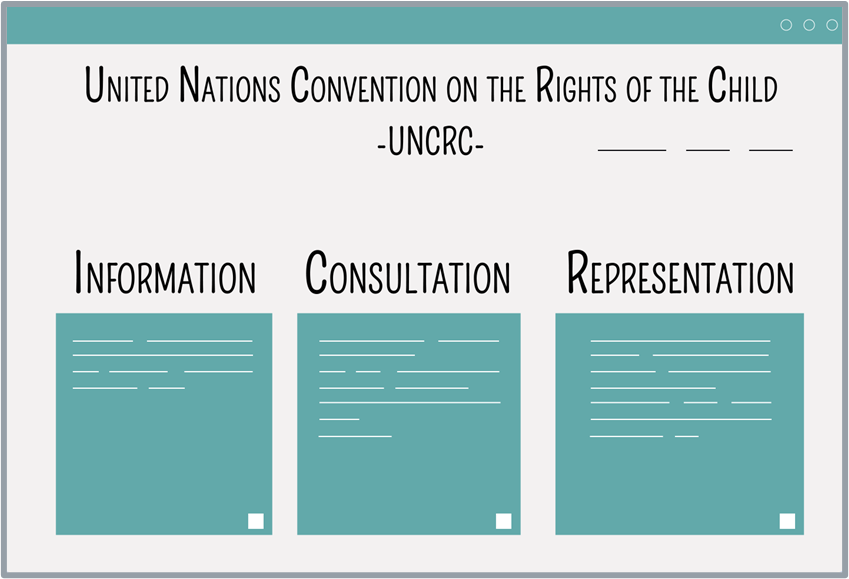 United Nations Convention on the Rights of the Child
-UNCRC-
Information Consultation Representation